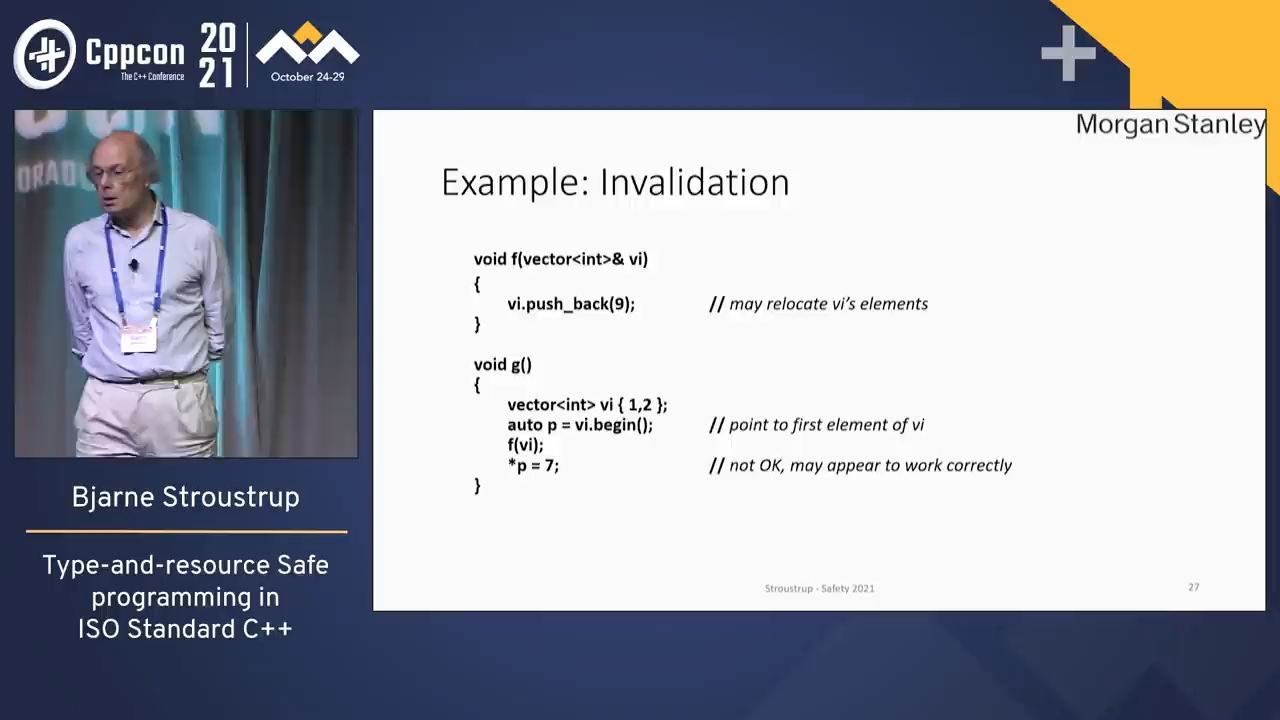 Cppcon
The C++ Conference
20
21
October 24-29
ORAD
Bjarne Stroustrup
Type-and-resource Safe
programming in
ISO Standard C++
Morgan Stanley
Example: Invalidation
void f(vector<int>& vi)
{
vi.push_back(9); // may relocate vi’s elements
}
void g()
{
vector<int> vi { 1,2 };
auto p = vi.begin(); // point to first element of vi
f(vi);
*p = 7; // not OK, may appear to work correctly
}
Stroustrup - Safety 2021
27